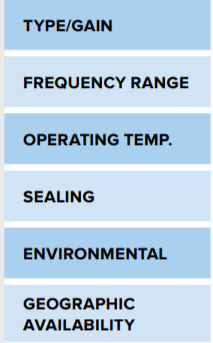 TYPE/GAIN
FREQUENCY RANGE
OPERATING TEMP.
SEALING
ENVIRONMENTAL
GEOGRAPHIC
AVAILABILITY